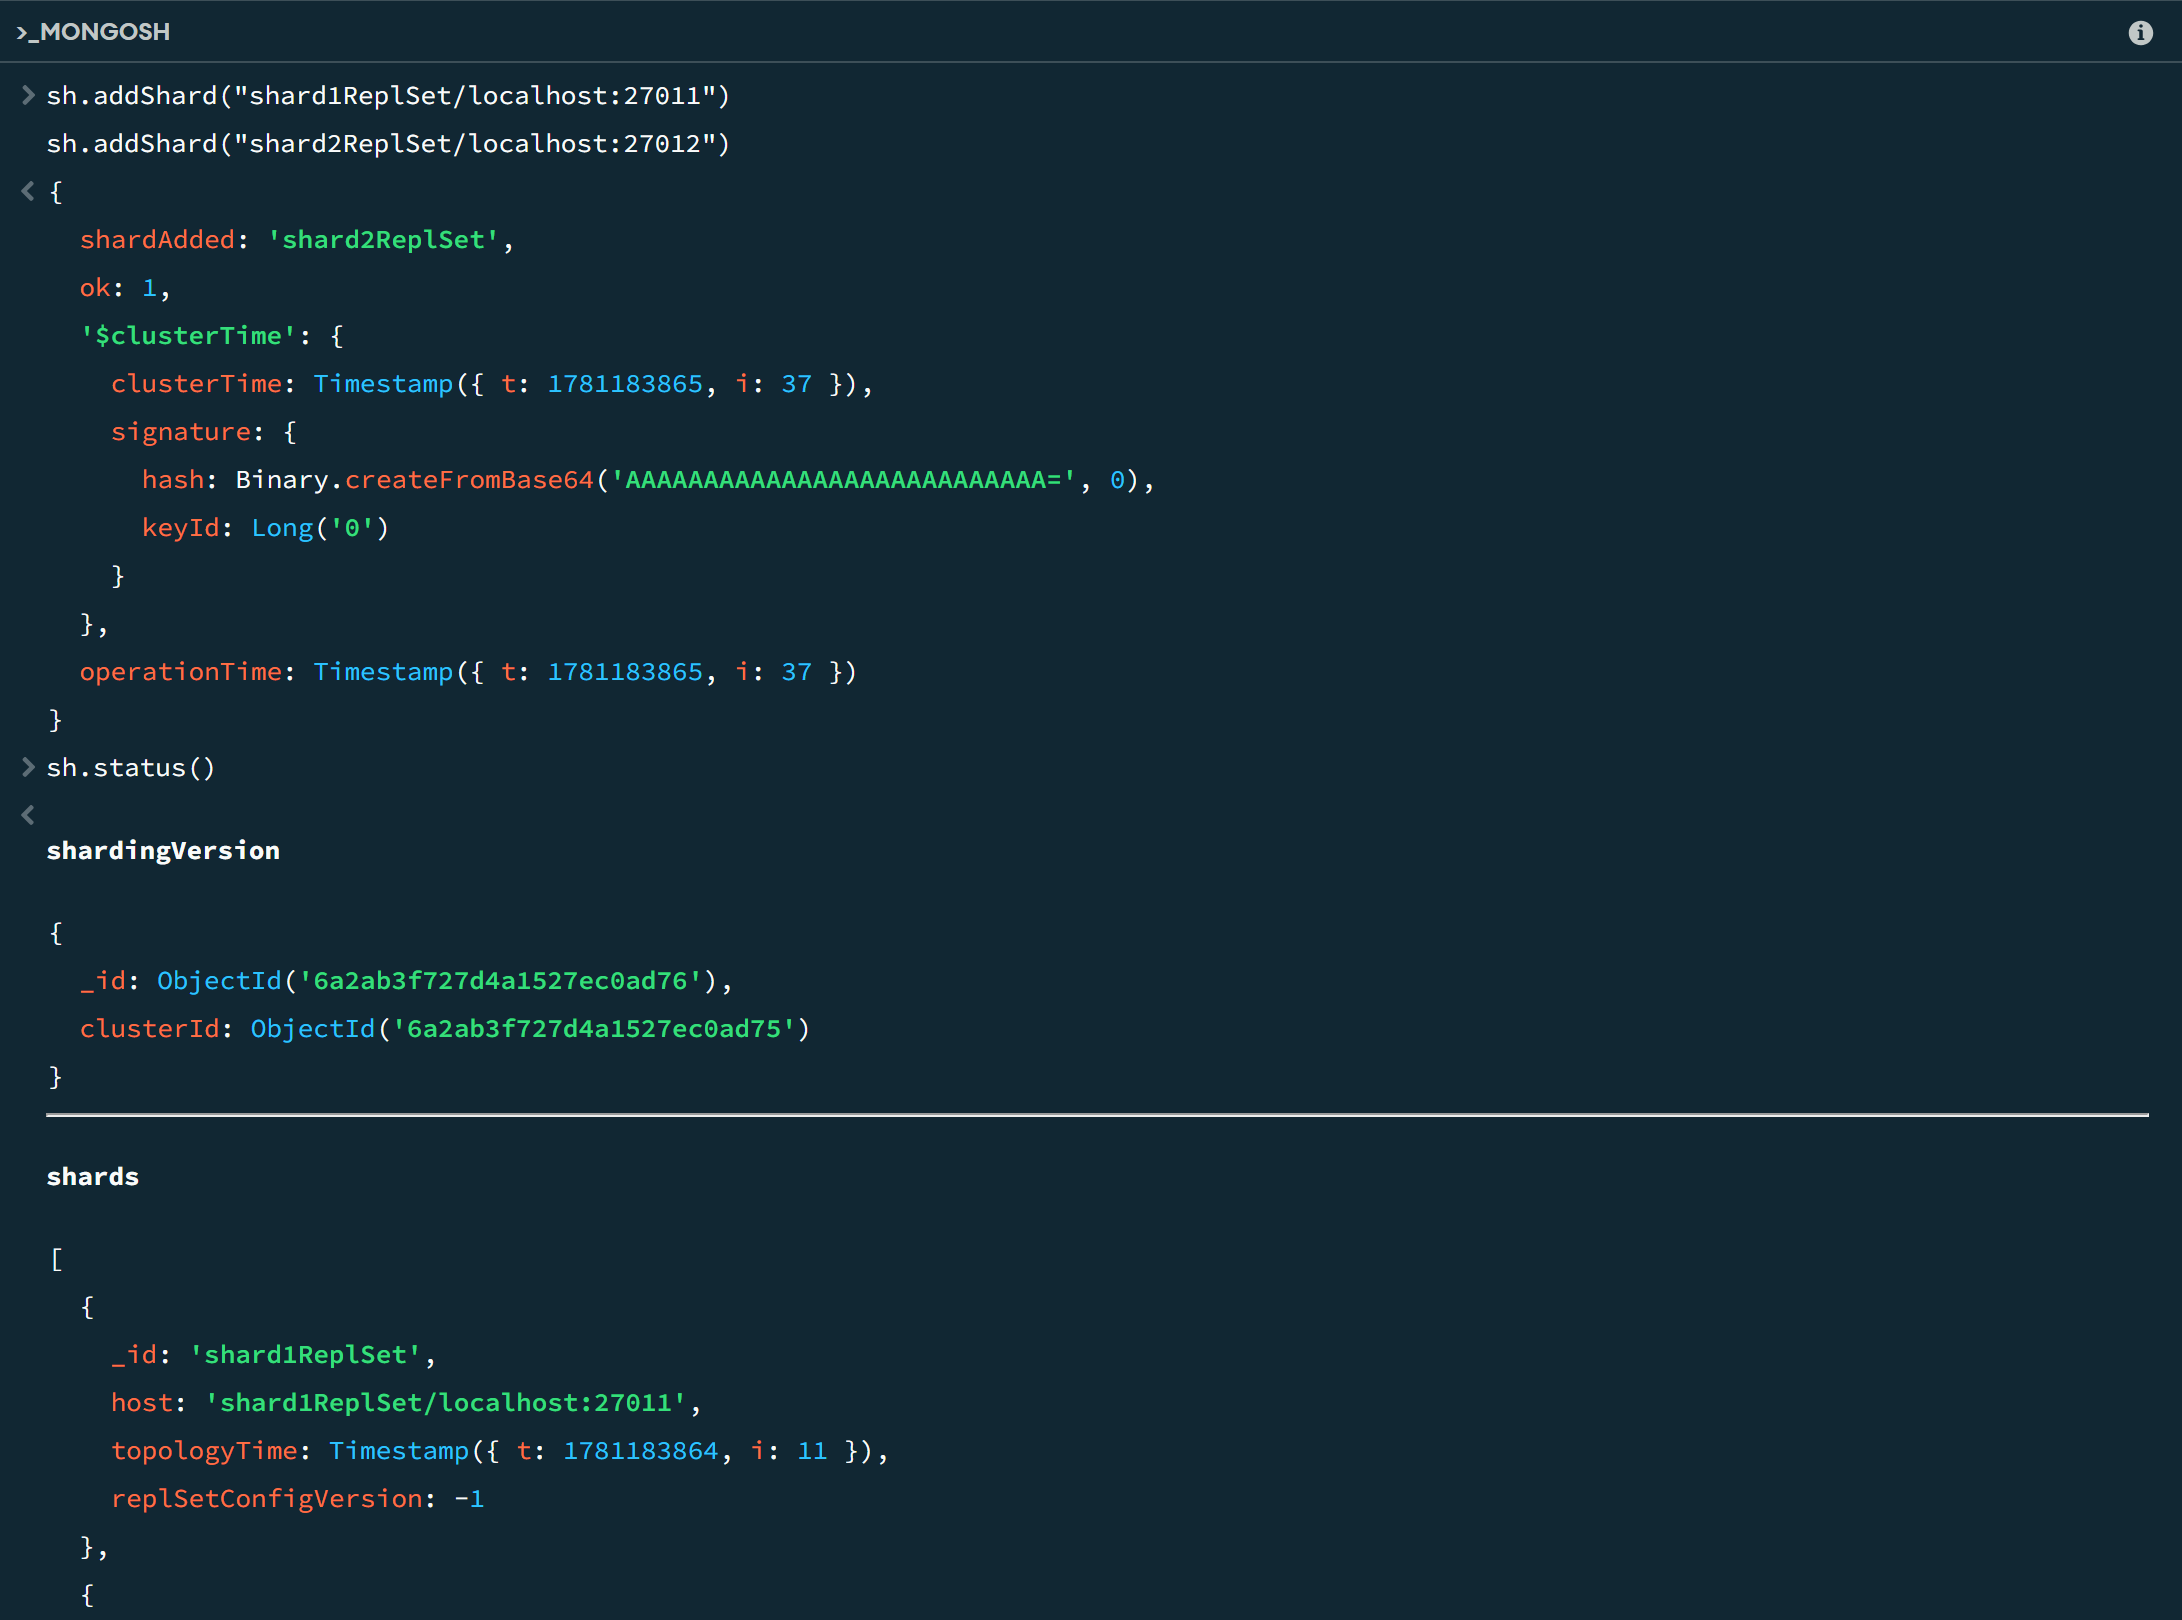 >_MONGOSH
sh.addShard("shard1ReplSet/localhost:27011")
sh.addShard("shard2ReplSet/localhost:27012")
{
shardAdded: 'shard2ReplSet',
ok: 1,
'$clusterTime': {
clusterTime: Timestamp({ t: 1781183865, i: 37 }),
signature: {
hash: Binary.createFromBase64('AAAAAAAAAAAAAAAAAAAAAAAAAAA=', 0),
keyId: Long('0')
}
},
operationTime: Timestamp({ t: 1781183865, i: 37 })
}
sh.status()
shardingVersion
{
_id: ObjectId('6a2ab3f727d4a1527ec0ad76'),
clusterId: ObjectId('6a2ab3f727d4a1527ec0ad75')
}
shards
[
{
_id: 'shard1ReplSet',
host: 'shard1ReplSet/localhost:27011',
topologyTime: Timestamp({ t: 1781183864, i: 11 }),
replSetConfigVersion: -1
},
{